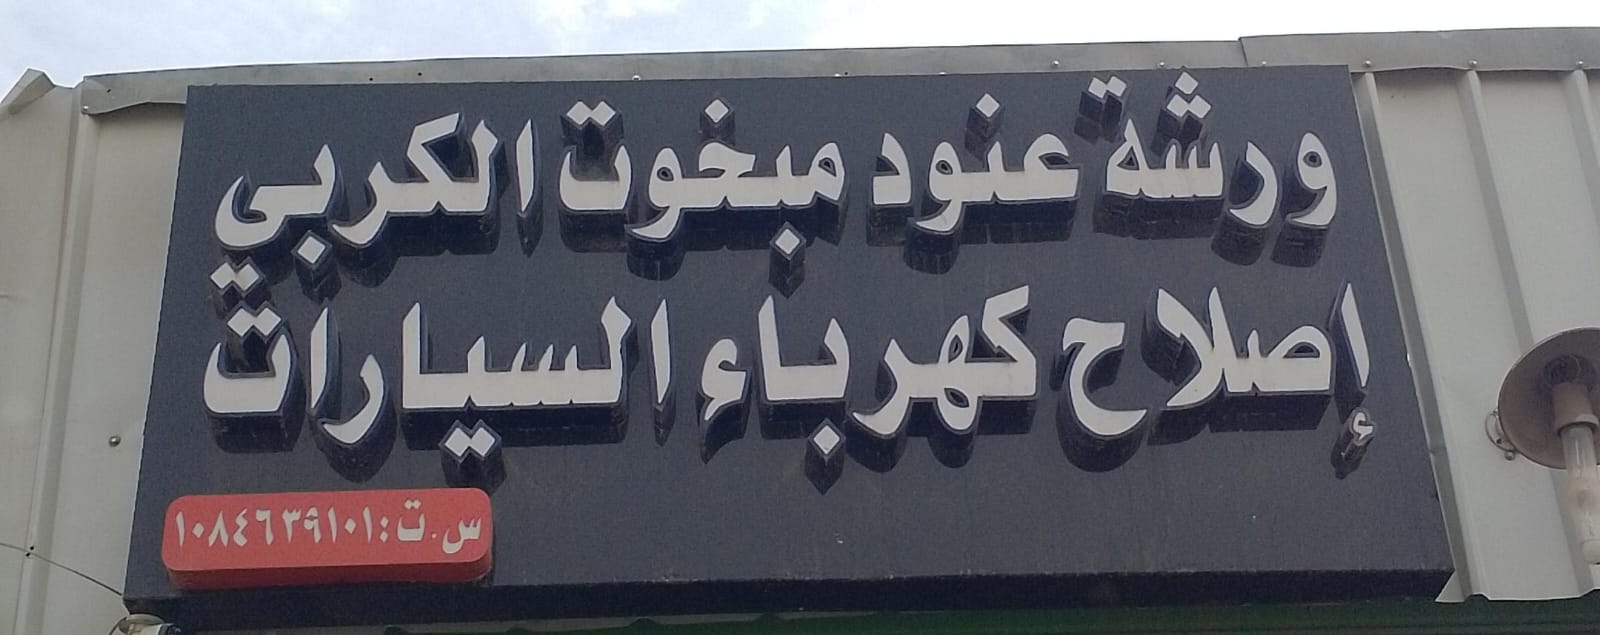 ورشة عنود مبخوت الكربي
إصلاح كهرباء السيارات
س.ت: ١٠٨٤٦٣٩١٠١